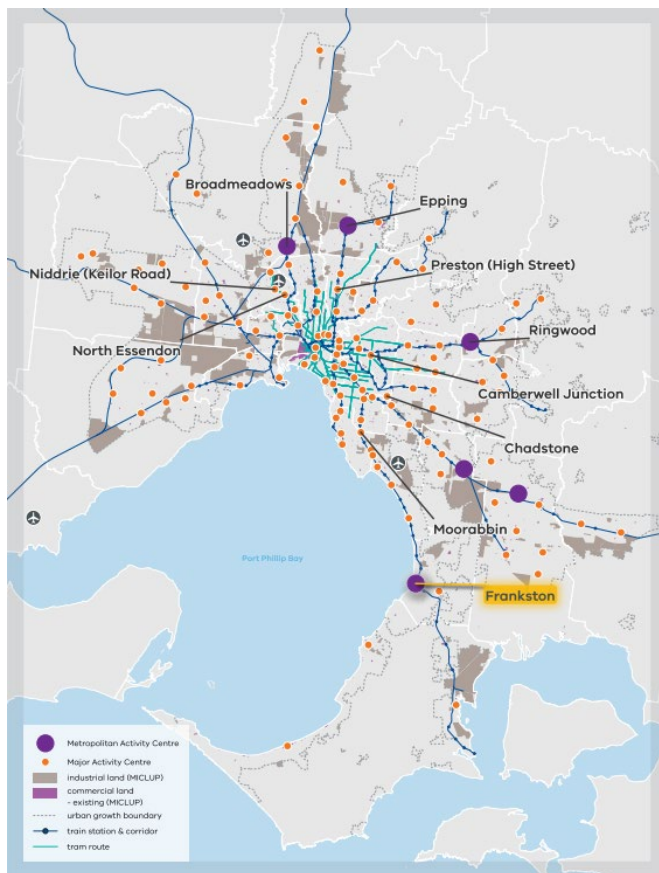 Broadmeadows
Epping
Niddrie (Keilor Road)
Preston (High Street)
North Essendon
Ringwood
Camberwell Junction
Chadstone
Moorabbin
Port Phillip Bay
Frankston
Metropolitan Activity Centre
Major Activity Centre
industrial land (MICLUP)
commercial land
- existing (MICLUP)
urban growth boundary
train station & corridor
tram route